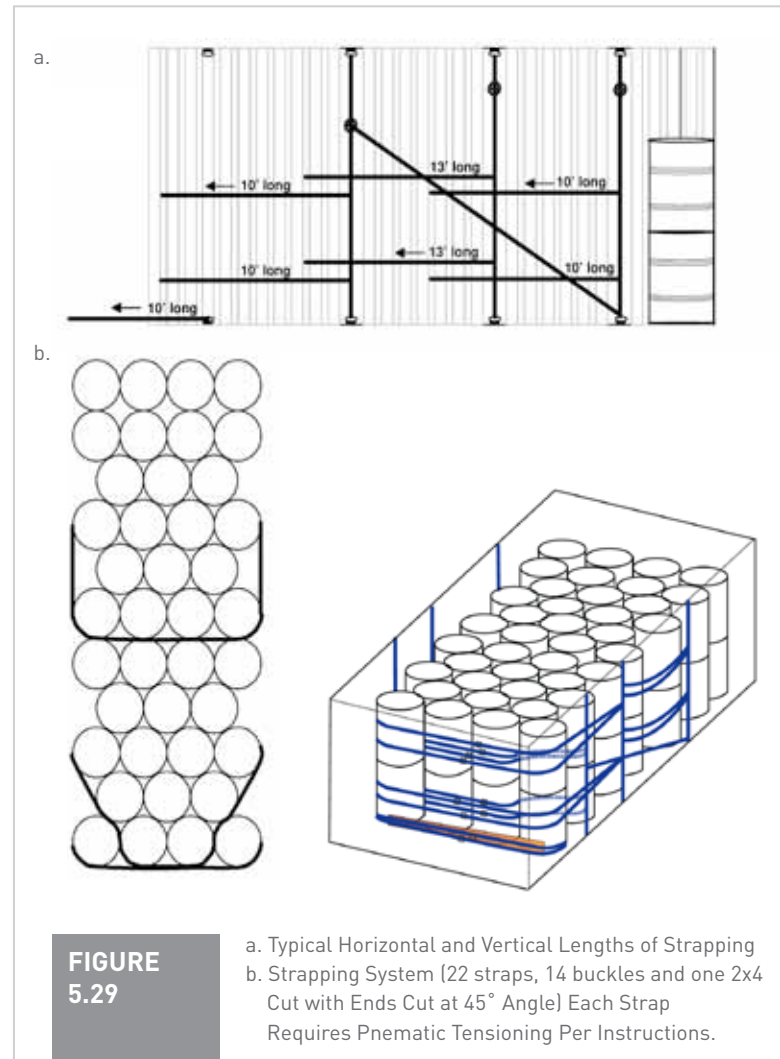 a.
13' long
← 10' long
← 10' long
← 13' long
10' long
10' long
← 10' long
b.
FIGURE
5.29
a. Typical Horizontal and Vertical Lengths of Strapping
b. Strapping System (22 straps, 14 buckles and one 2x4
Cut with Ends Cut at 45° Angle) Each Strap
Requires Pnematic Tensioning Per Instructions.